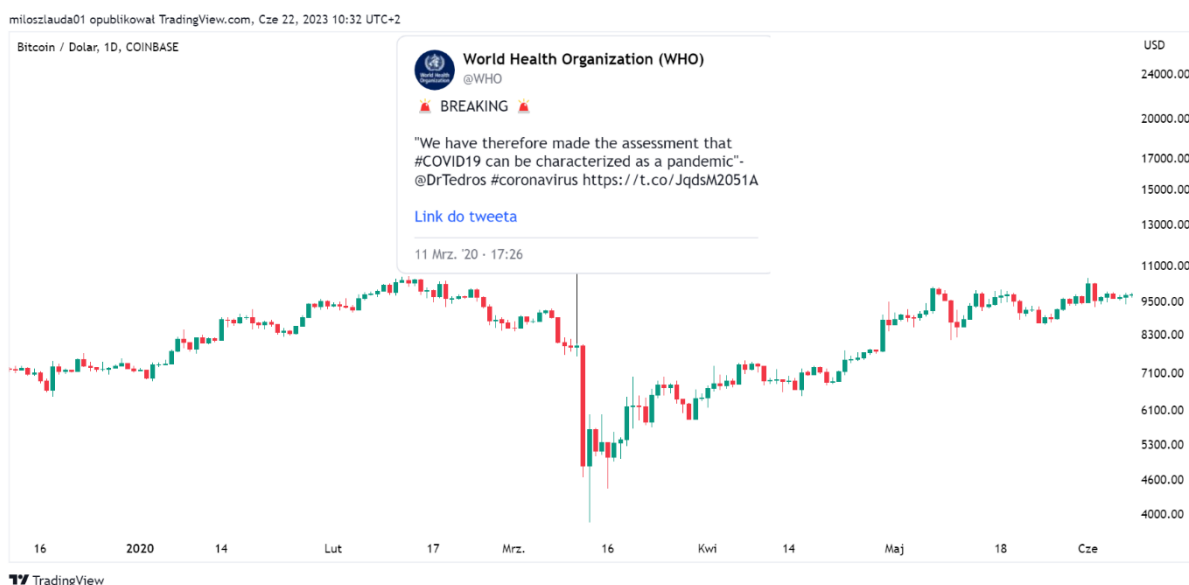 miloszlauda01 opublikował TradingView.com, Cze 22, 2023 10:32 UTC+2
Bitcoin / Dolar, 1D, COINBASE
World Health Organization (WHO)
@WHO
🚨 BREAKING 🚨
"We have therefore made the assessment that
#COVID19 can be characterized as a pandemic"-
@DrTedros #coronavirus https://t.co/JqdsM2051A
Link do tweeta
11 Mrz. '20 · 17:26
USD
24000.00
20000.00
17000.00
15000.00
13000.00
11000.00
9500.00
8300.00
7100.00
6100.00
5300.00
4600.00
4000.00
16 2020 14 Lut 17 Mrz. 16 Kwi 14 Maj 18 Cze
TradingView